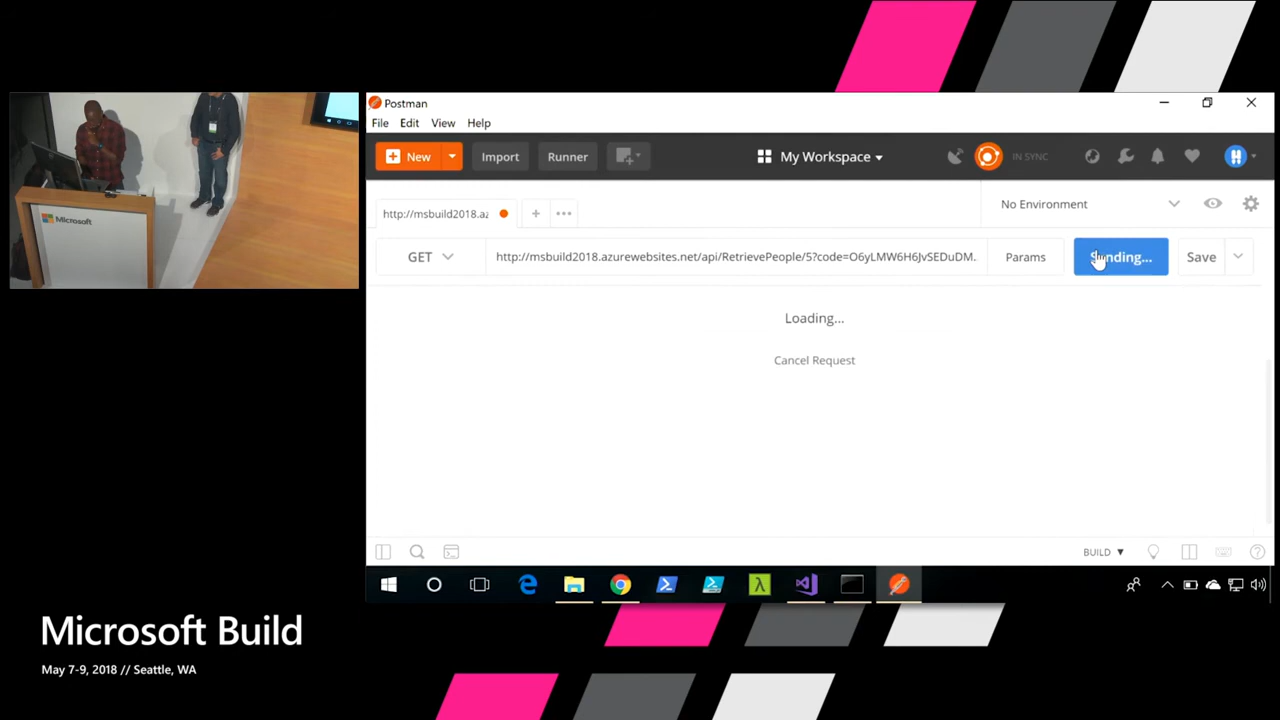 Microsoft
Postman
File Edit View Help
New Import Runner My Workspace IN SYNC
http://msbuild2018.az ••• No Environment
GET http://msbuild2018.azurewebsites.net/api/RetrievePeople/5?code=O6yLMW6H6JvSEDuDM. Params Sending... Save
Loading...
Cancel Request
BUILD
Microsoft Build
May 7-9, 2018 // Seattle, WA